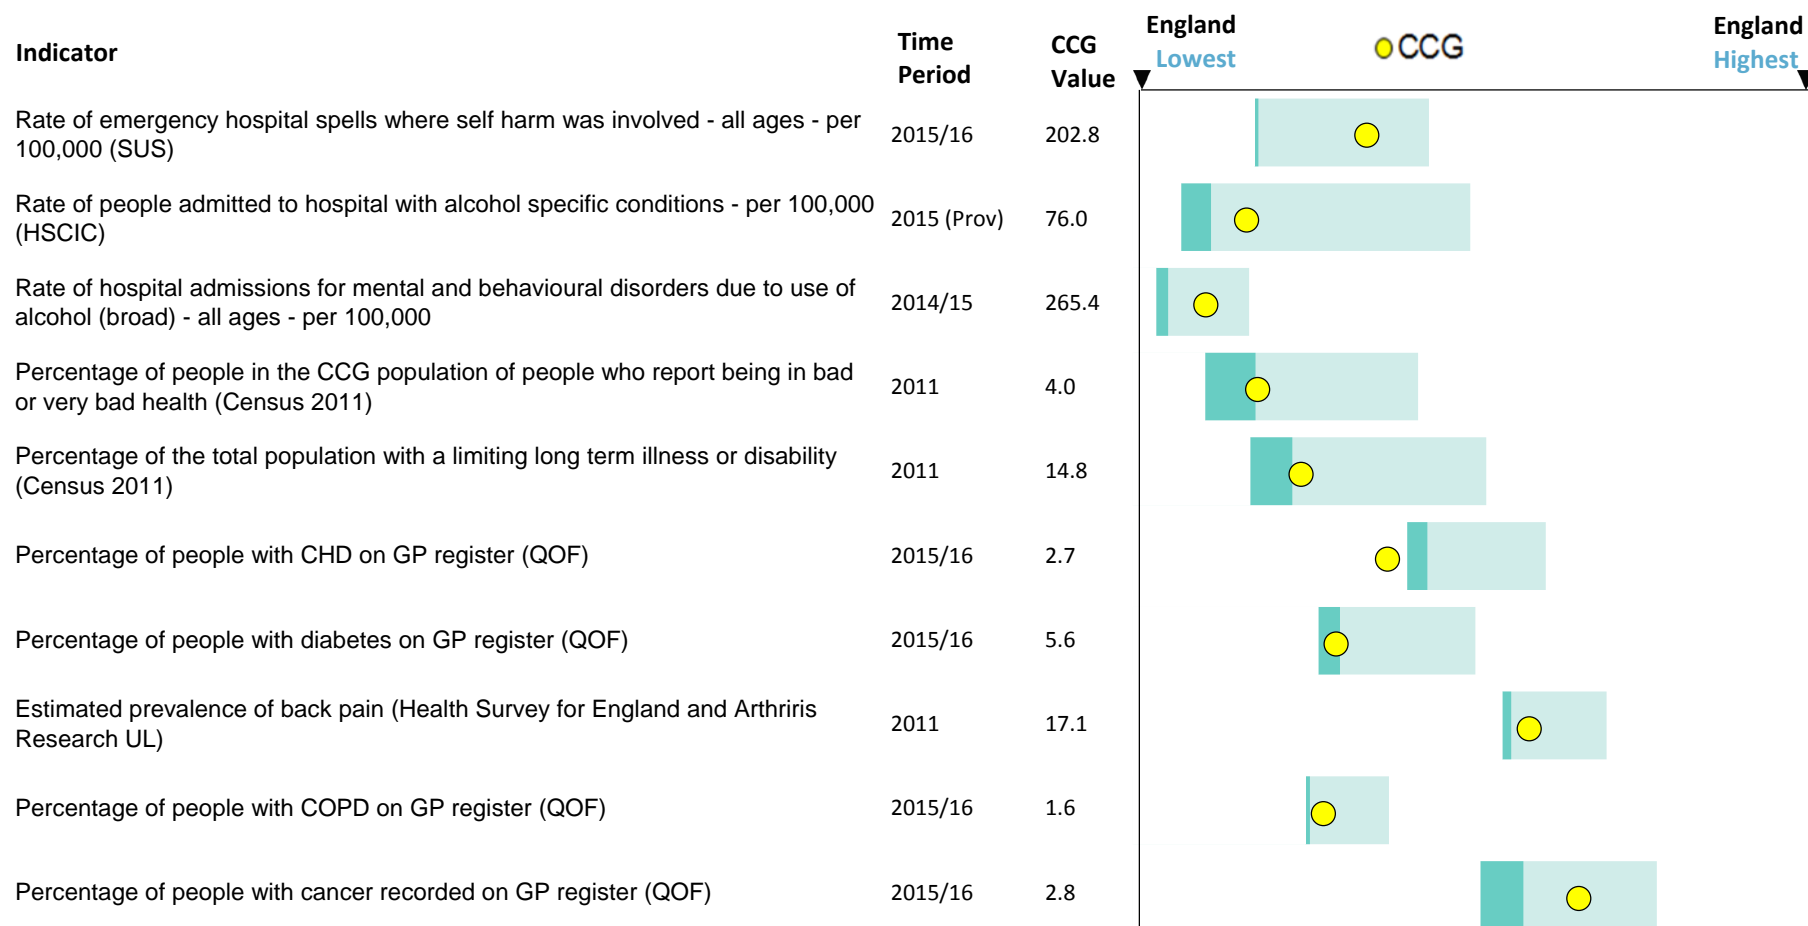 Indicator
Time
Period
CCG
Value
England
Lowest
CCG
England
Highest
Rate of emergency hospital spells where self harm was involved - all ages - per
100,000 (SUS)
2015/16
202.8
Rate of people admitted to hospital with alcohol specific conditions - per 100,000
(HSCIC)
2015 (Prov)
76.0
Rate of hospital admissions for mental and behavioural disorders due to use of
alcohol (broad) - all ages - per 100,000
2014/15
265.4
Percentage of people in the CCG population of people who report being in bad
or very bad health (Census 2011)
2011
4.0
Percentage of the total population with a limiting long term illness or disability
(Census 2011)
2011
14.8
Percentage of people with CHD on GP register (QOF)
2015/16
2.7
Percentage of people with diabetes on GP register (QOF)
2015/16
5.6
Estimated prevalence of back pain (Health Survey for England and Arthriris
Research UL)
2011
17.1
Percentage of people with COPD on GP register (QOF)
2015/16
1.6
Percentage of people with cancer recorded on GP register (QOF)
2015/16
2.8